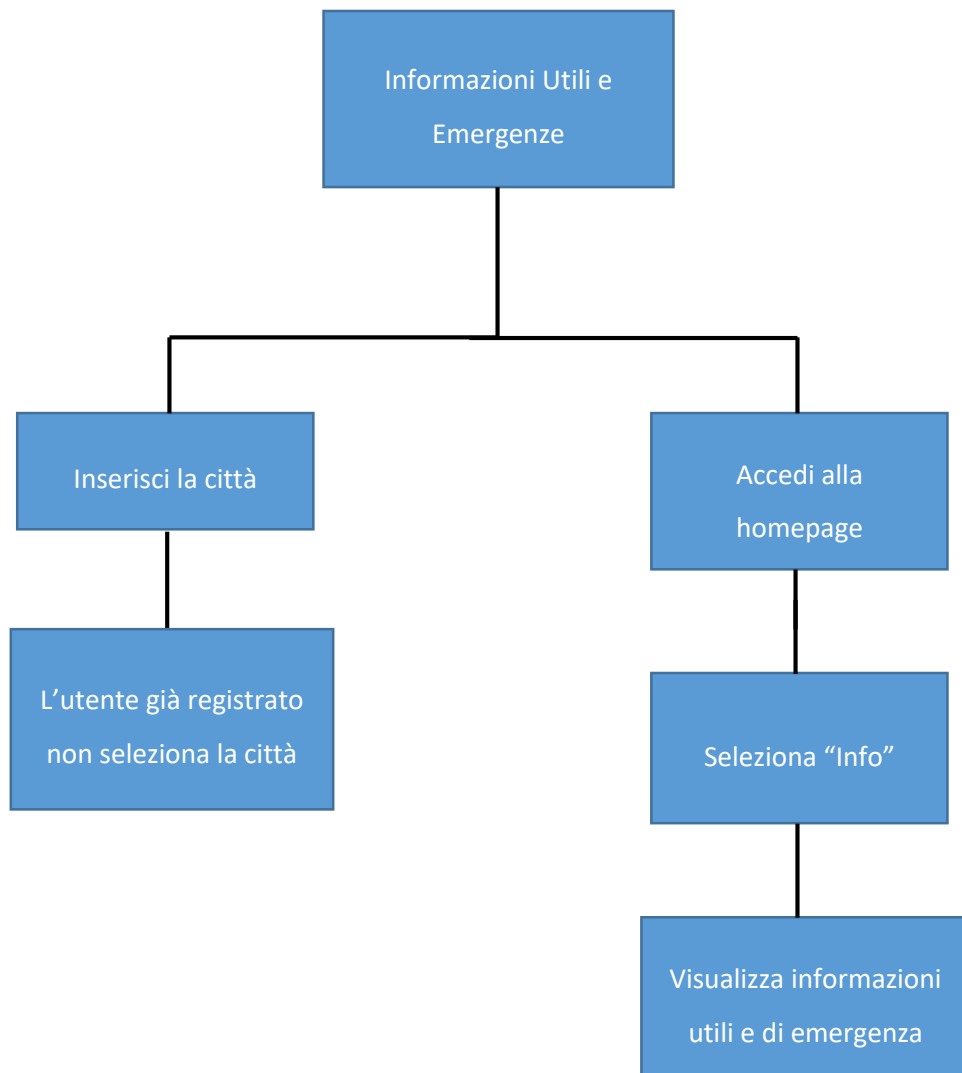 Informazioni Utili e
Emergenze
Inserisci la città
Accedi alla
homepage
L’utente già registrato
non seleziona la città
Seleziona “Info”
Visualizza informazioni
utili e di emergenza